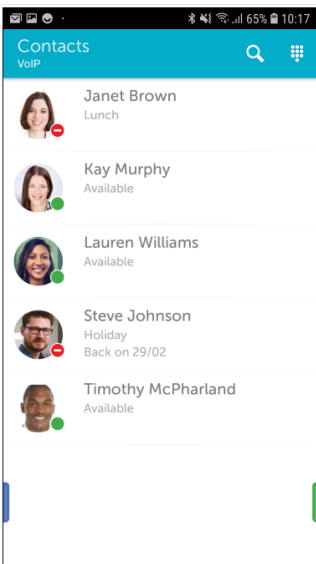 65% 10:17
Contacts
VoIP
Janet Brown
Lunch
Kay Murphy
Available
Lauren Williams
Available
Steve Johnson
Holiday
Back on 29/02
Timothy McPharland
Available